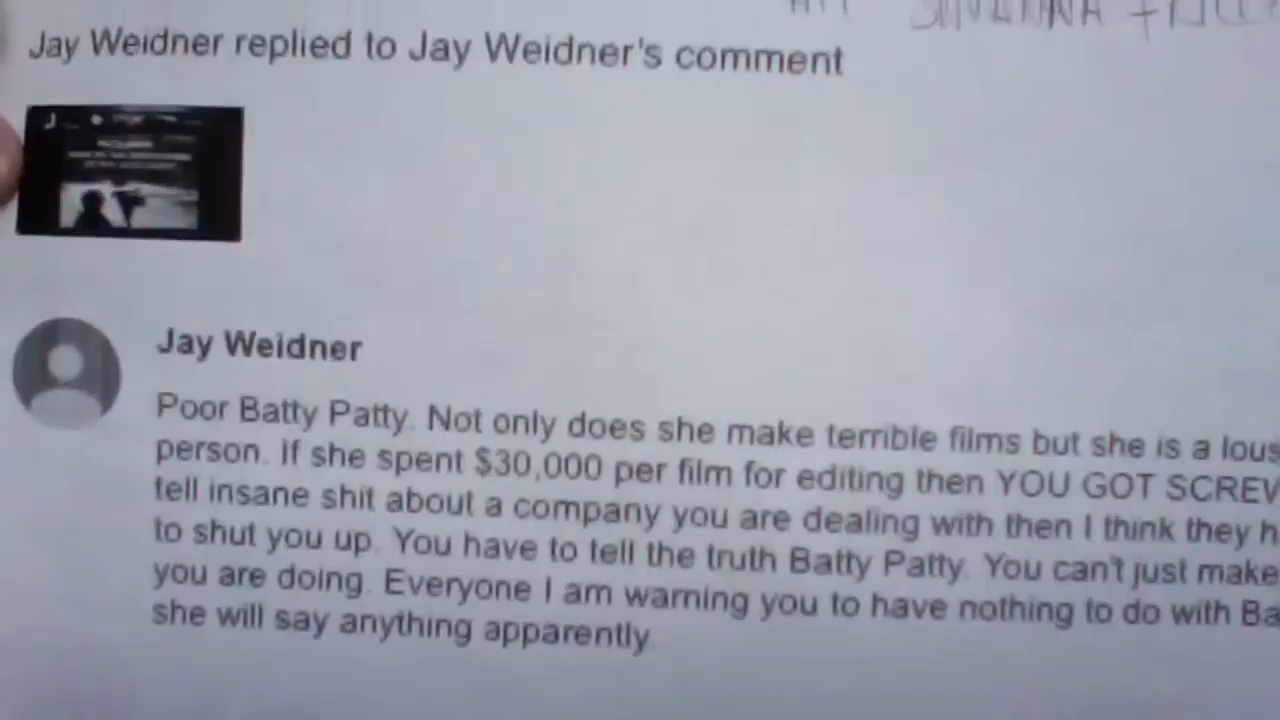 Jay Weidner replied to Jay Weidner's comment
Jay Weidner
Poor Batty Patty. Not only does she make terrible films but she is a lous
person. If she spent $30,000 per film for editing then YOU GOT SCREW
tell insane shit about a company you are dealing with then I think they h
to shut you up. You have to tell the truth Batty Patty. You can't just make
you are doing. Everyone I am warning you to have nothing to do with Ba
she will say anything apparently.